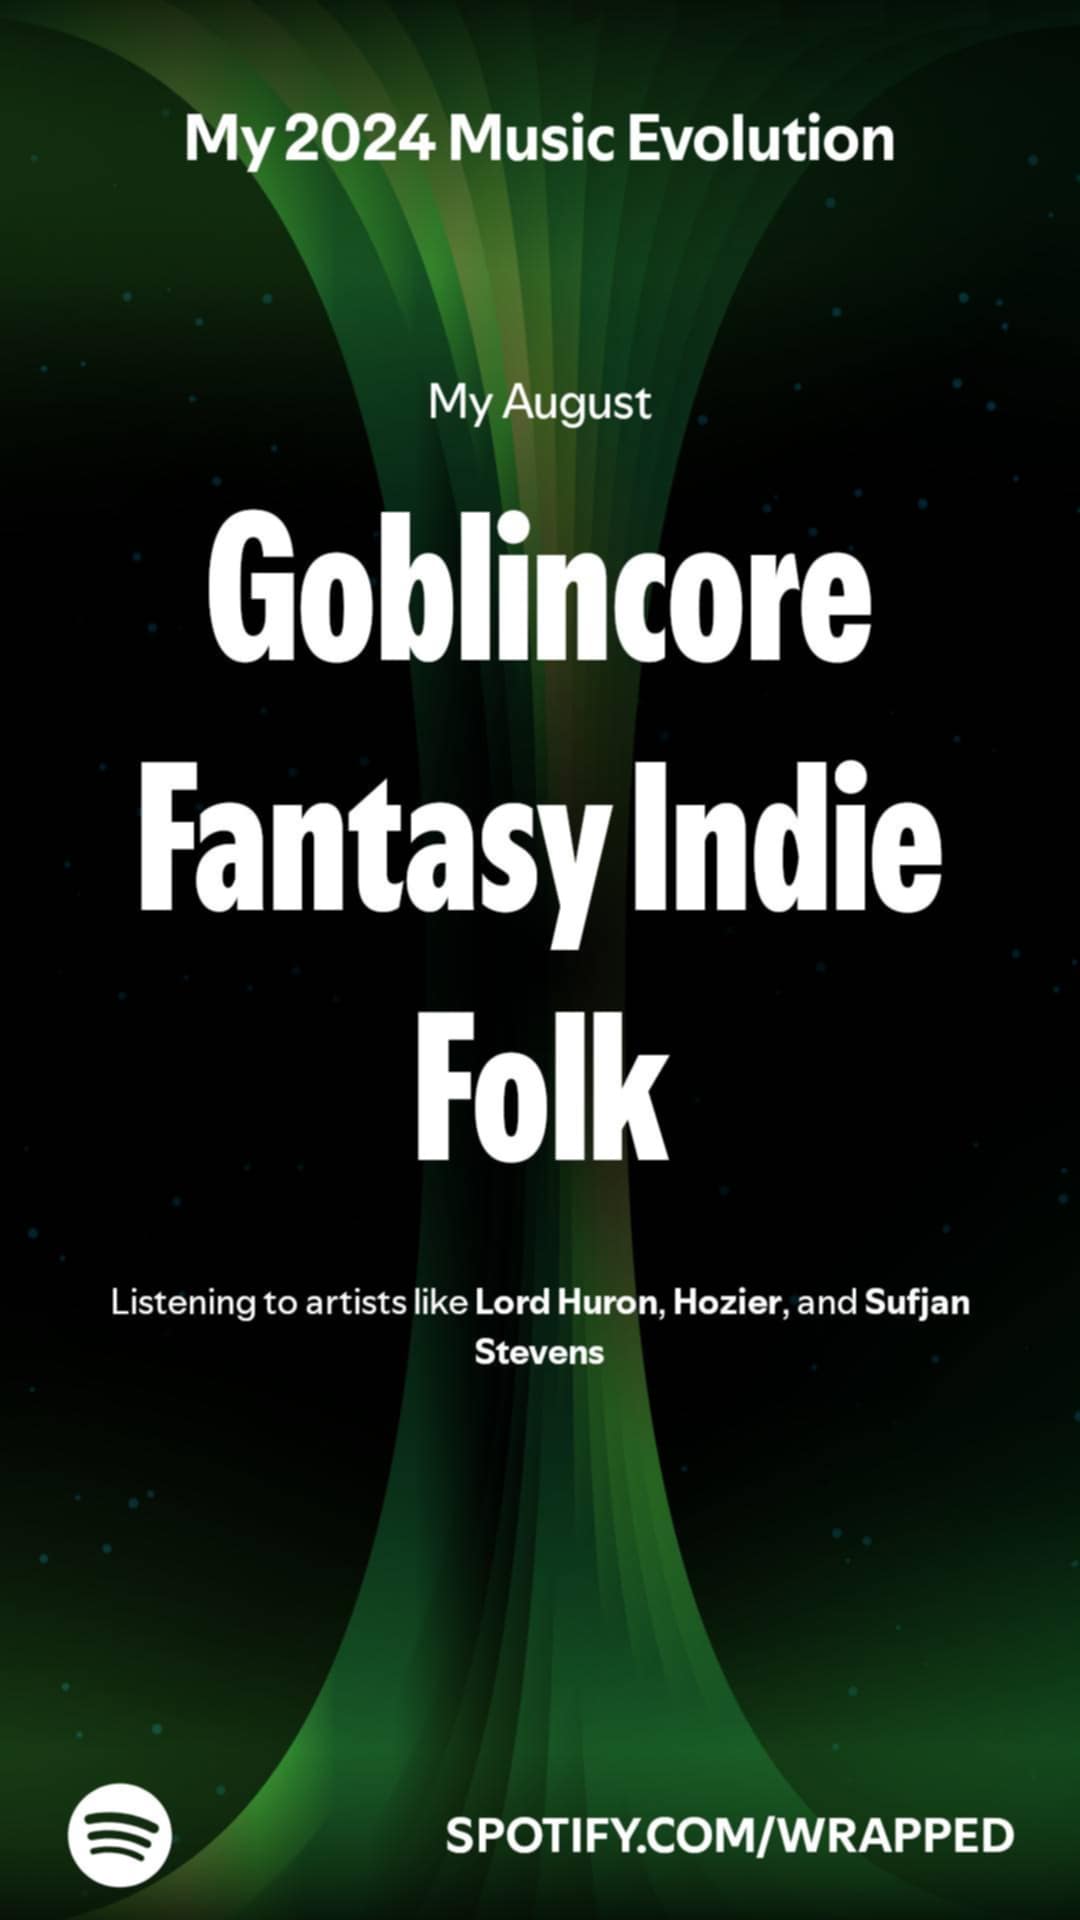 My 2024 Music Evolution
My August
Goblincore
Fantasy Indie
Folk
Listening to artists like Lord Huron, Hozier, and Sufjan
Stevens
SPOTIFY.COM/WRAPPED